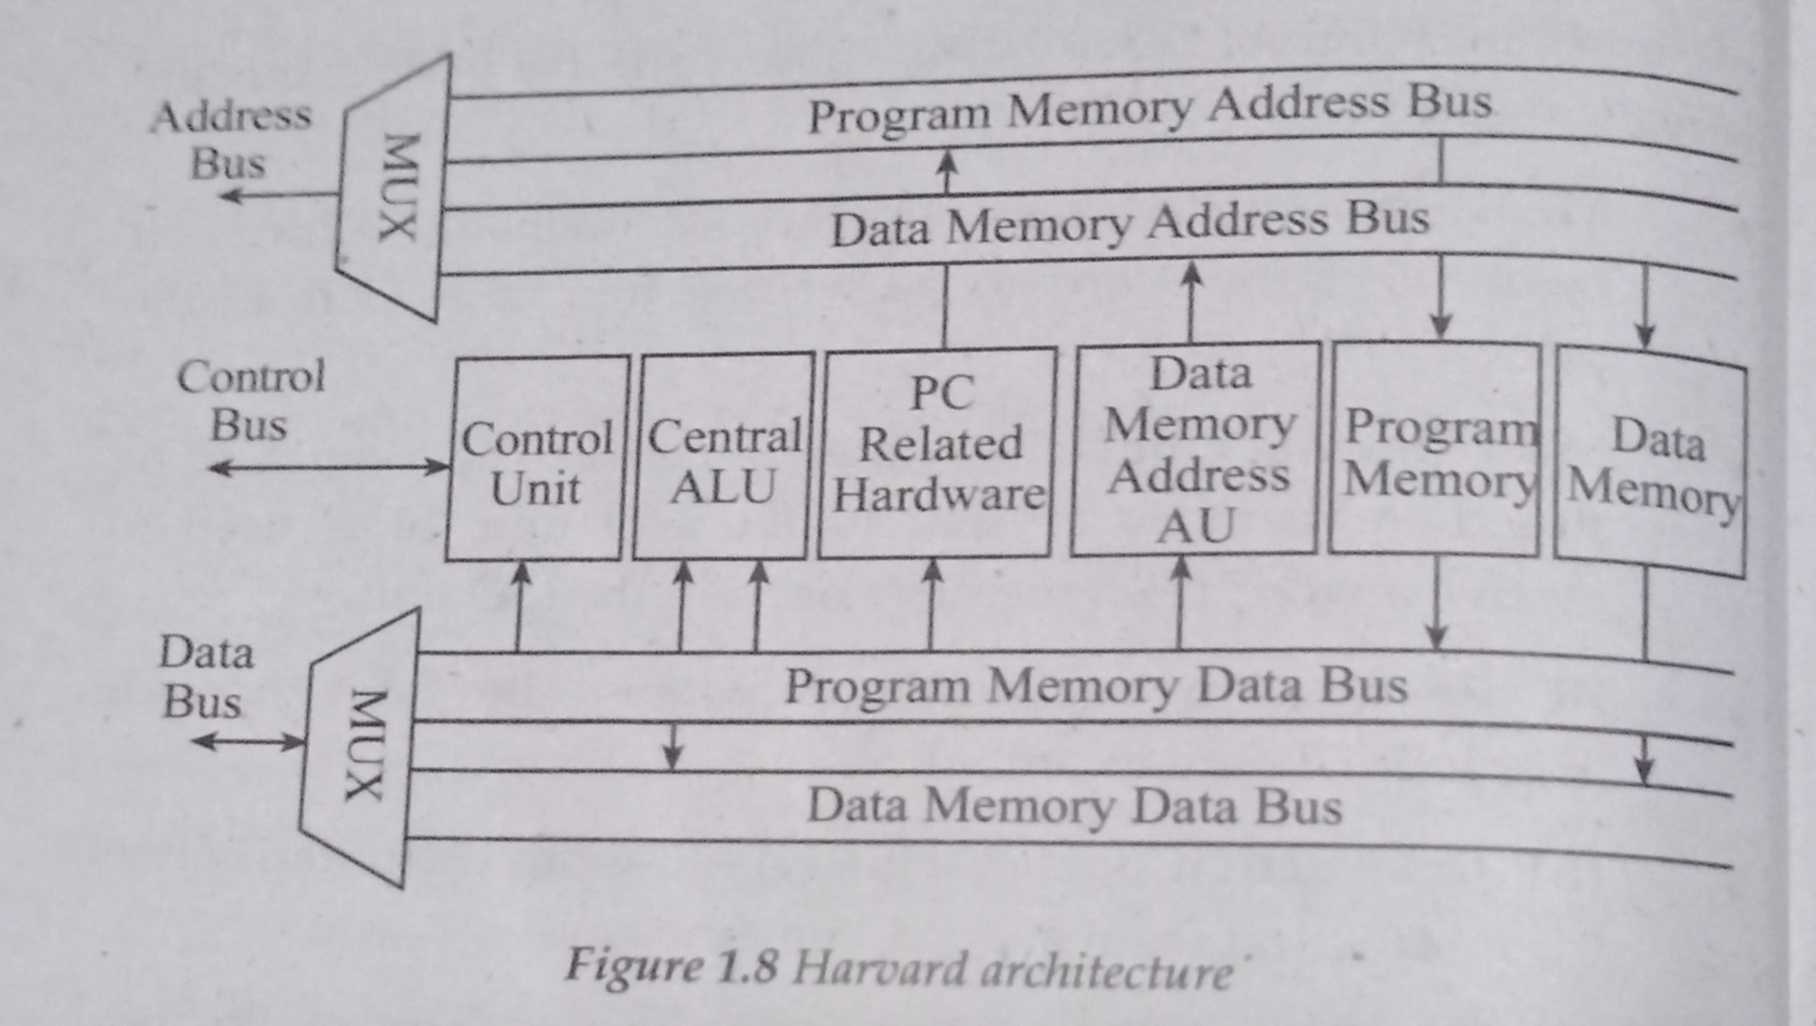 Program Memory Address Bus
Address
Bus
MUX
Data Memory Address Bus
Control
Bus
Control
Unit
Central
ALU
PC
Related
Hardware
Data
Memory
Address
AU
Program
Memory
Data
Memory
Data
Bus
MUX
Program Memory Data Bus
Data Memory Data Bus
Figure 1.8 Harvard architecture